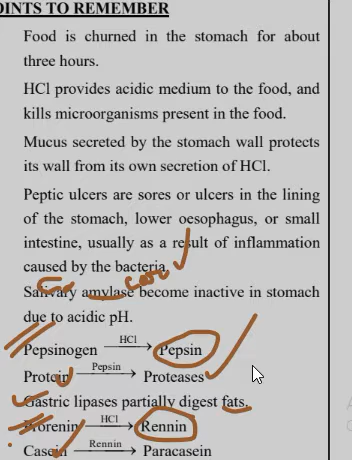 OINTS TO REMEMBER
Food is churned in the stomach for about
three hours.
HCl provides acidic medium to the food, and
kills microorganisms present in the food.
Mucus secreted by the stomach wall protects
its wall from its own secretion of HCl.
Peptic ulcers are sores or ulcers in the lining
of the stomach, lower oesophagus, or small
intestine, usually as a result of inflammation
caused by the bacteria.
Salivary amylase become inactive in stomach
due to acidic pH.
Pepsinogen HCl → Pepsin
Protein Pepsin → Proteases
Gastric lipases partially digest fats.
Prorenin HCl → Rennin
Casein Rennin → Paracasein